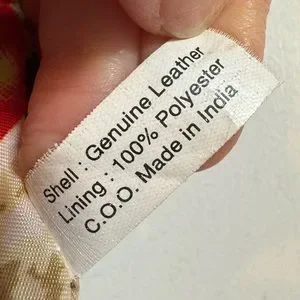 Shell : Genuine Leather
Lining : 100% Polyester
C.O.O. Made in India